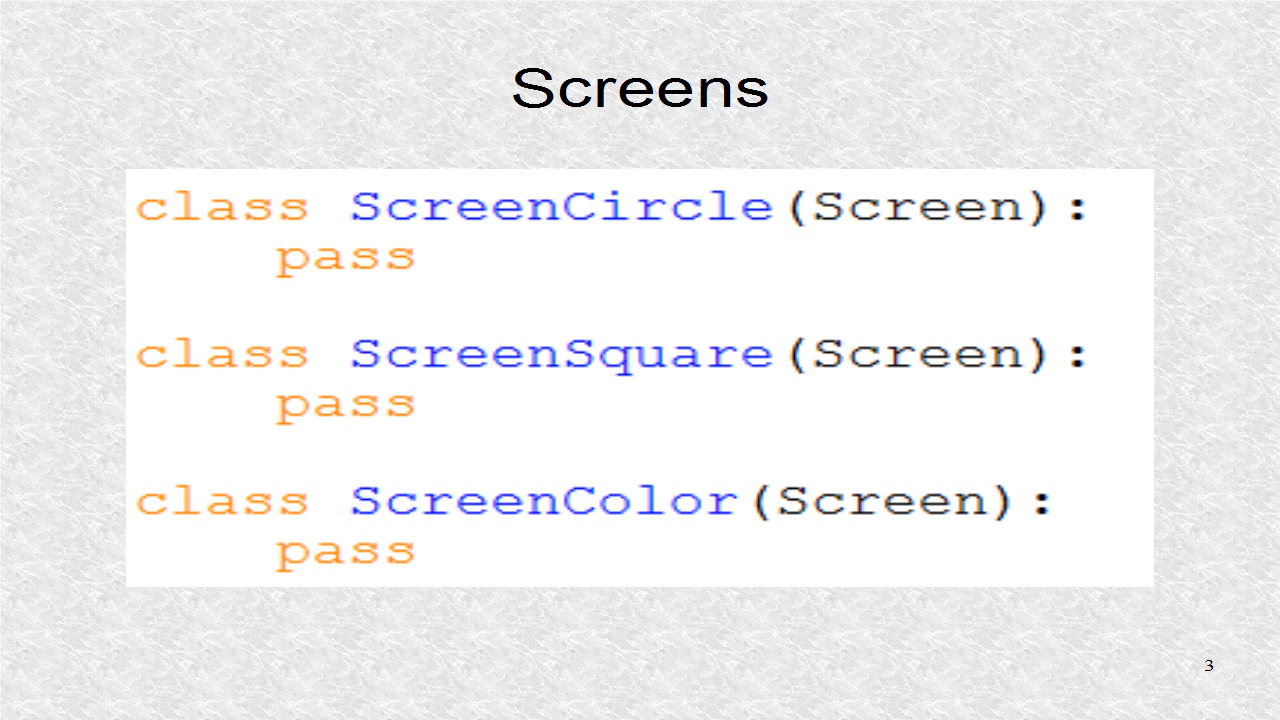 Screens
class ScreenCircle(Screen):
    pass
class ScreenSquare(Screen):
    pass
class ScreenColor(Screen):
    pass
3